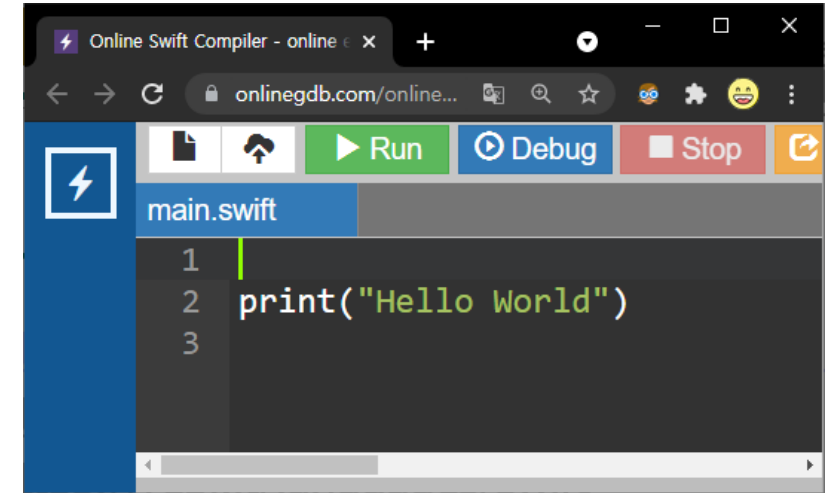 Online Swift Compiler - online e
onlinegdb.com/online...
Run Debug Stop
main.swift
1
2 print("Hello World")
3